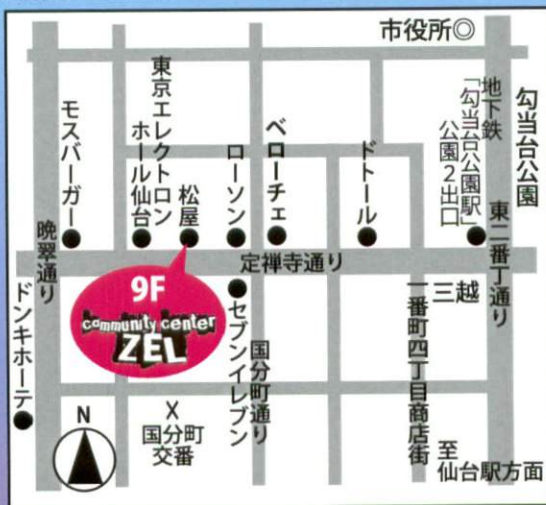 市役所◎
勾当台公園
地下鉄
「勾当台公園駅」
公園2出口
東二番丁通り
ドトール
ベローチェ
ローソン
松屋
東京エレクトロン
ホール仙台
モスバーガー
晩翠通り
定禅寺通り
9F
community center
ZEL
三越
一番町四丁目商店街
セブンイレブン
国分町通り
ドンキホーテ
N
X
国分町
交番
至
仙台駅方面